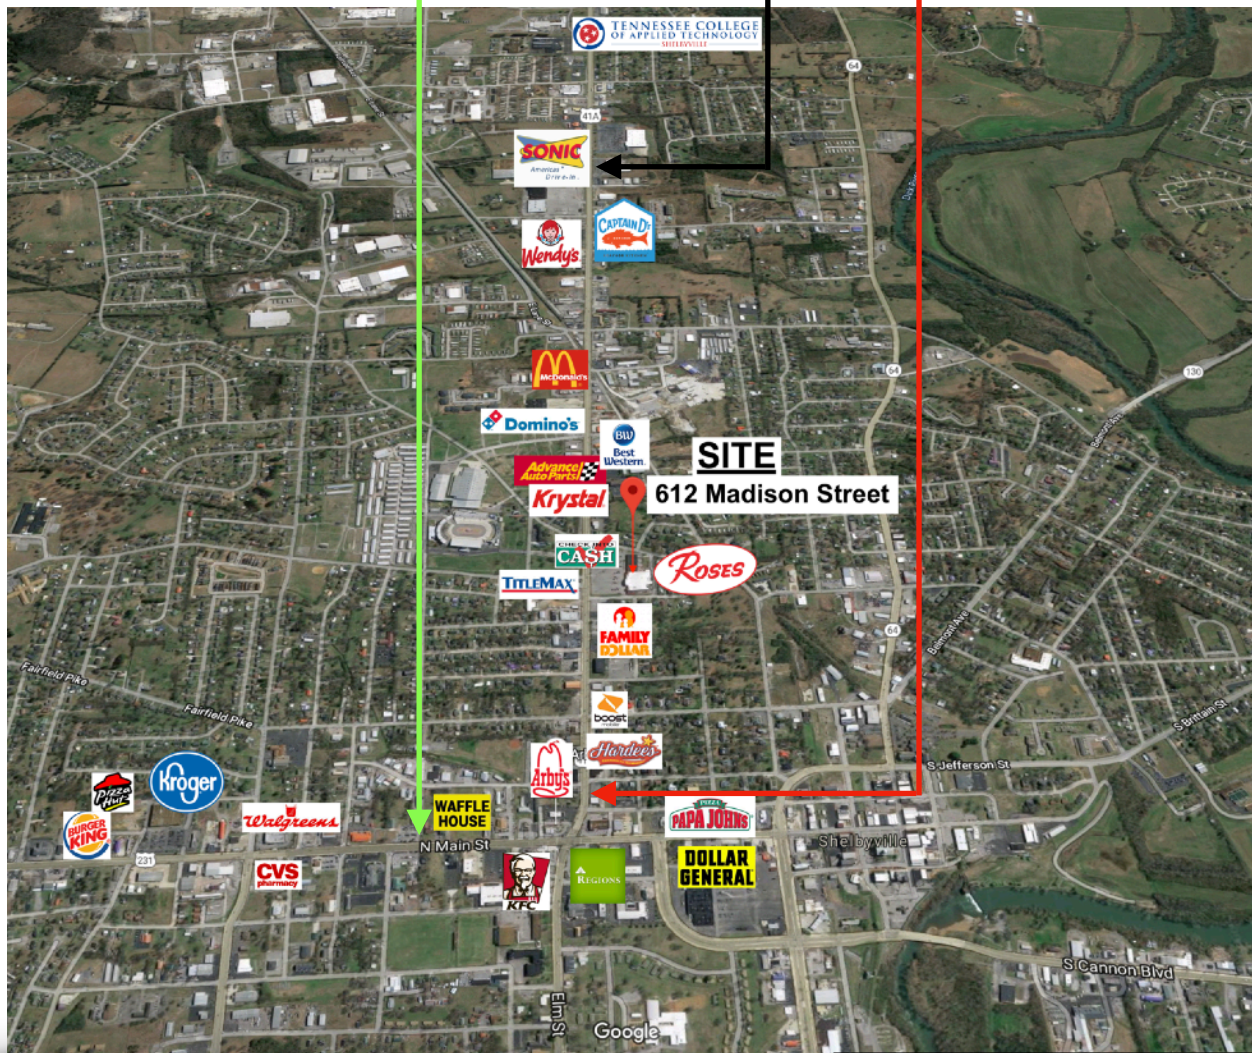 TENNESSEE COLLEGE
OF APPLIED TECHNOLOGY
SHELBYVILLE
64
41A
SONIC
America's
Drive-In
CAPTAIN D's
Wendy's
McDonald's
64
130
Belmont Ave
Domino's
BW
Best
Western
SITE
Advance
Auto Parts
Krystal
612 Madison Street
CHECK INTO
CASH
ROSES
TITLEMAX
FAMILY
DOLLAR
64
Belmont Ave
Fairfield Pike
Fairfield Pike
boost
mobile
S Brittain St
Hardee's
Arby's
S Jefferson St
Kroger
Pizza
Hut
WAFFLE
HOUSE
PIZZA
PAPA JOHNS
Walgreens
BURGER
KING
Shelbyville
N Main St
231
CVS
pharmacy
KFC
REGIONS
DOLLAR
GENERAL
S Cannon Blvd
Elm St
Google